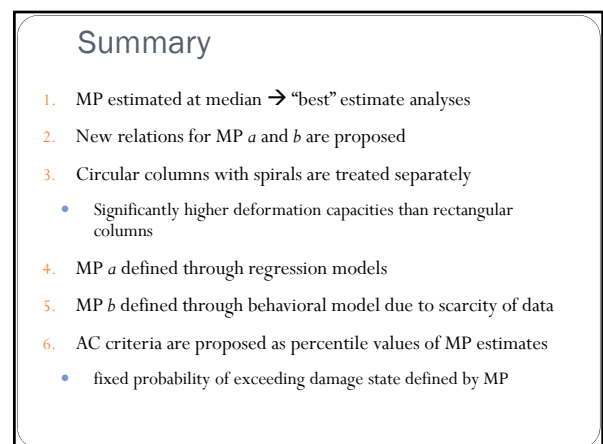 Summary
1. MP estimated at median → “best” estimate analyses
2. New relations for MP a and b are proposed
3. Circular columns with spirals are treated separately
• Significantly higher deformation capacities than rectangular
columns
4. MP a defined through regression models
5. MP b defined through behavioral model due to scarcity of data
6. AC criteria are proposed as percentile values of MP estimates
• fixed probability of exceeding damage state defined by MP